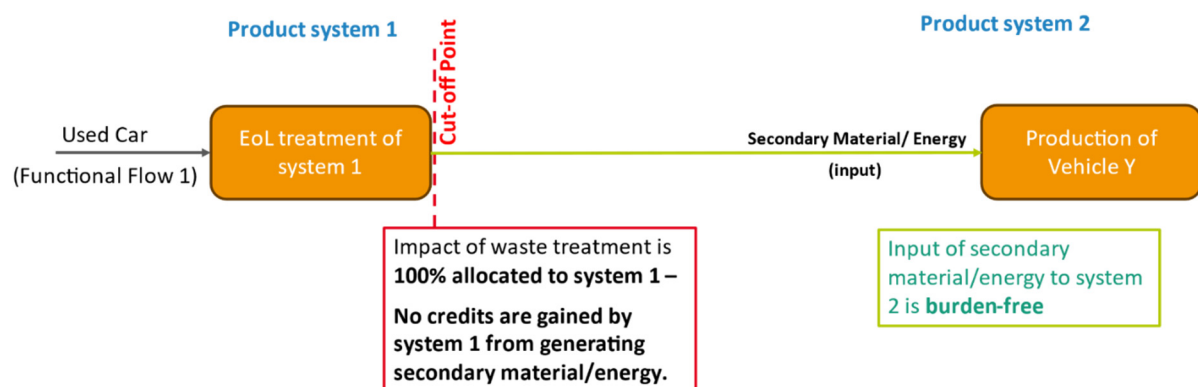 Product system 1
Product system 2
Cut-off Point
Used Car
(Functional Flow 1)
EoL treatment of
system 1
Secondary Material/ Energy
(input)
Production of
Vehicle Y
Impact of waste treatment is
100% allocated to system 1 –
No credits are gained by
system 1 from generating
secondary material/energy.
Input of secondary
material/energy to system
2 is burden-free